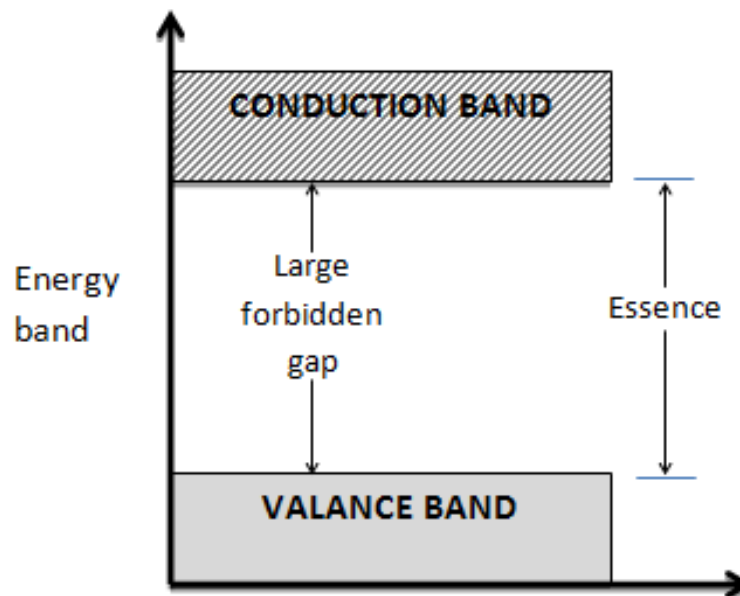 CONDUCTION BAND
Energy
band
Large
forbidden
gap
Essence
VALANCE BAND